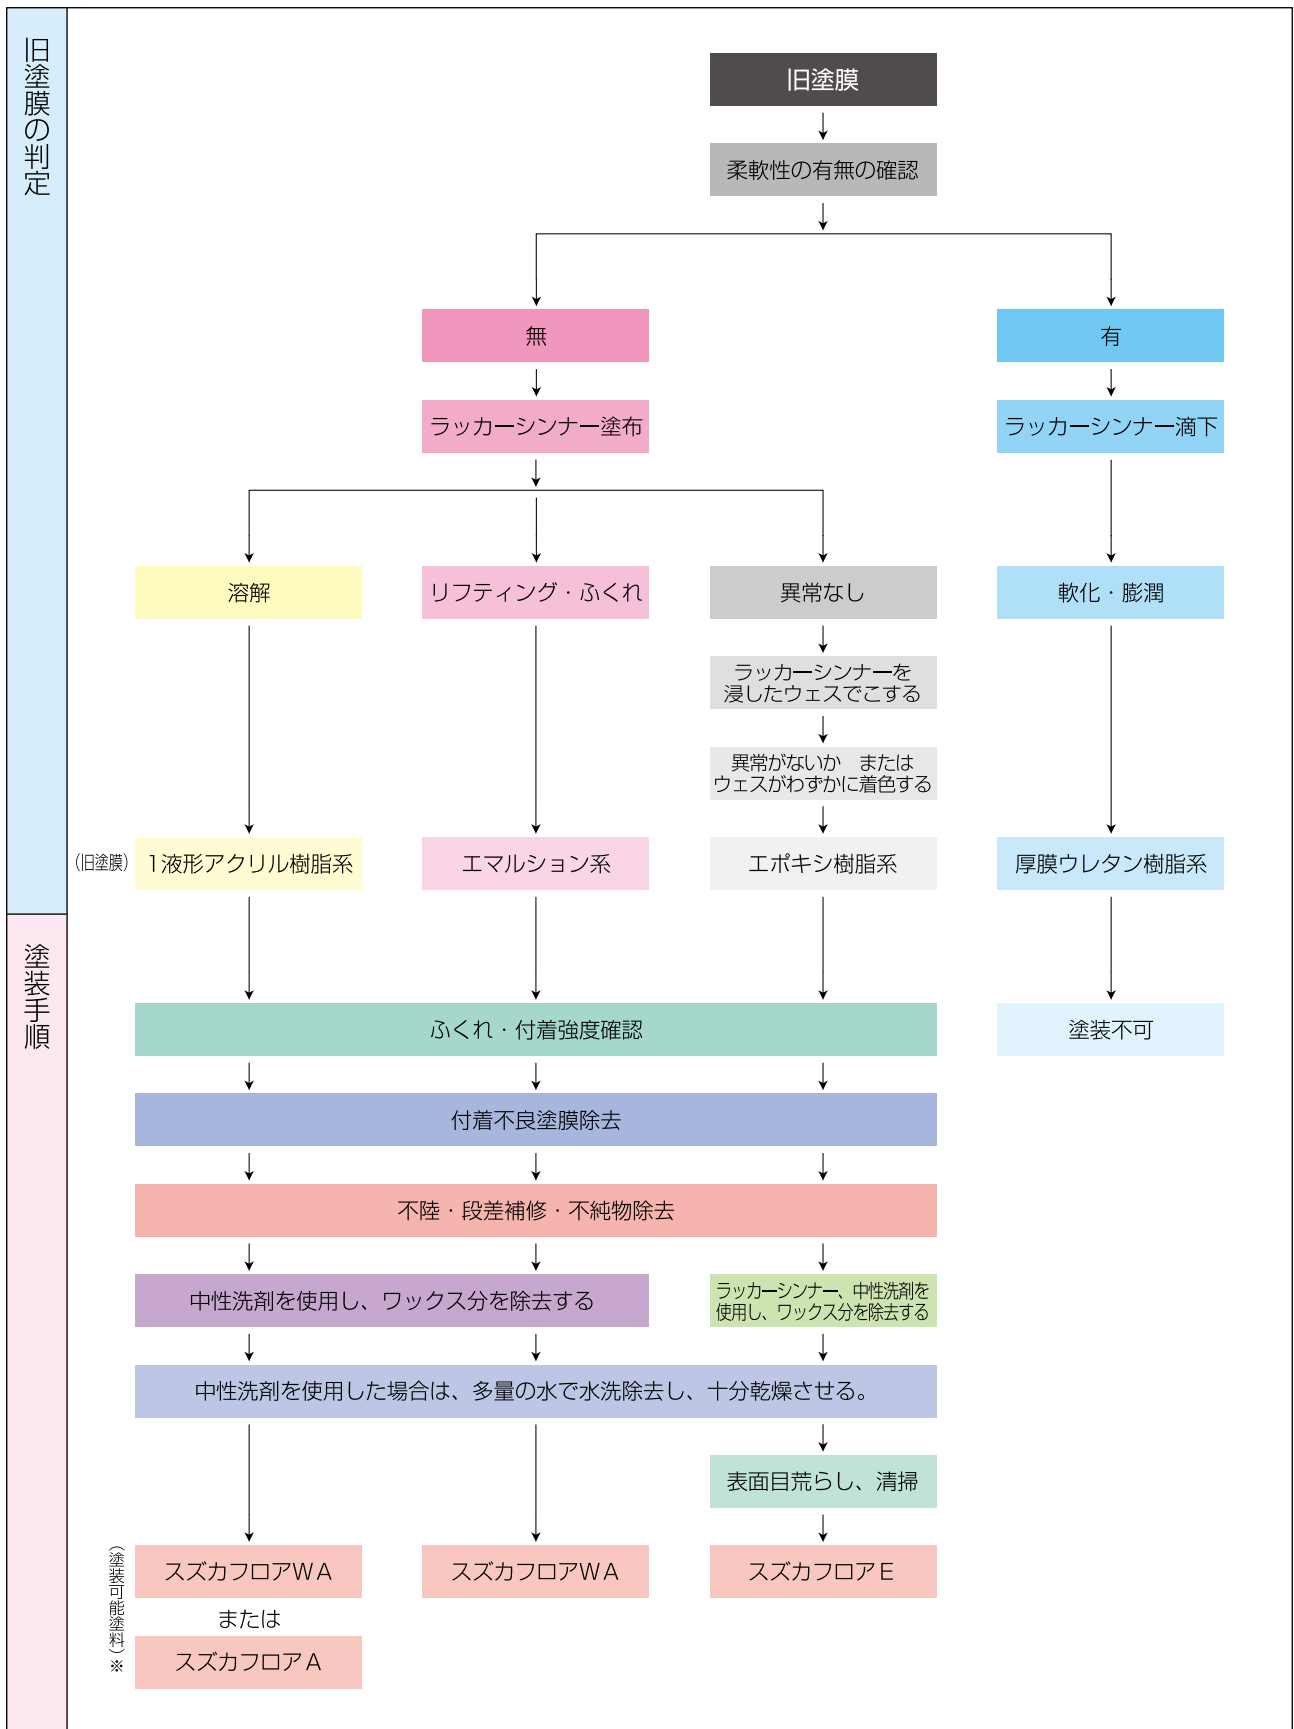 旧塗膜の判定
旧塗膜
柔軟性の有無の確認
無
有
ラッカーシンナー塗布
ラッカーシンナー滴下
溶解
リフティング・ふくれ
異常なし
軟化・膨潤
ラッカーシンナーを
浸したウェスでこする
異常がないか　または
ウェスがわずかに着色する
（旧塗膜）
1液形アクリル樹脂系
エマルション系
エポキシ樹脂系
厚膜ウレタン樹脂系
塗装手順
ふくれ・付着強度確認
塗装不可
付着不良塗膜除去
不陸・段差補修・不純物除去
中性洗剤を使用し、ワックス分を除去する
ラッカーシンナー、中性洗剤を
使用し、ワックス分を除去する
中性洗剤を使用した場合は、多量の水で水洗除去し、十分乾燥させる。
表面目荒らし、清掃
（塗装可能塗料）※
スズカフロアWA
または
スズカフロアA
スズカフロアWA
スズカフロアE